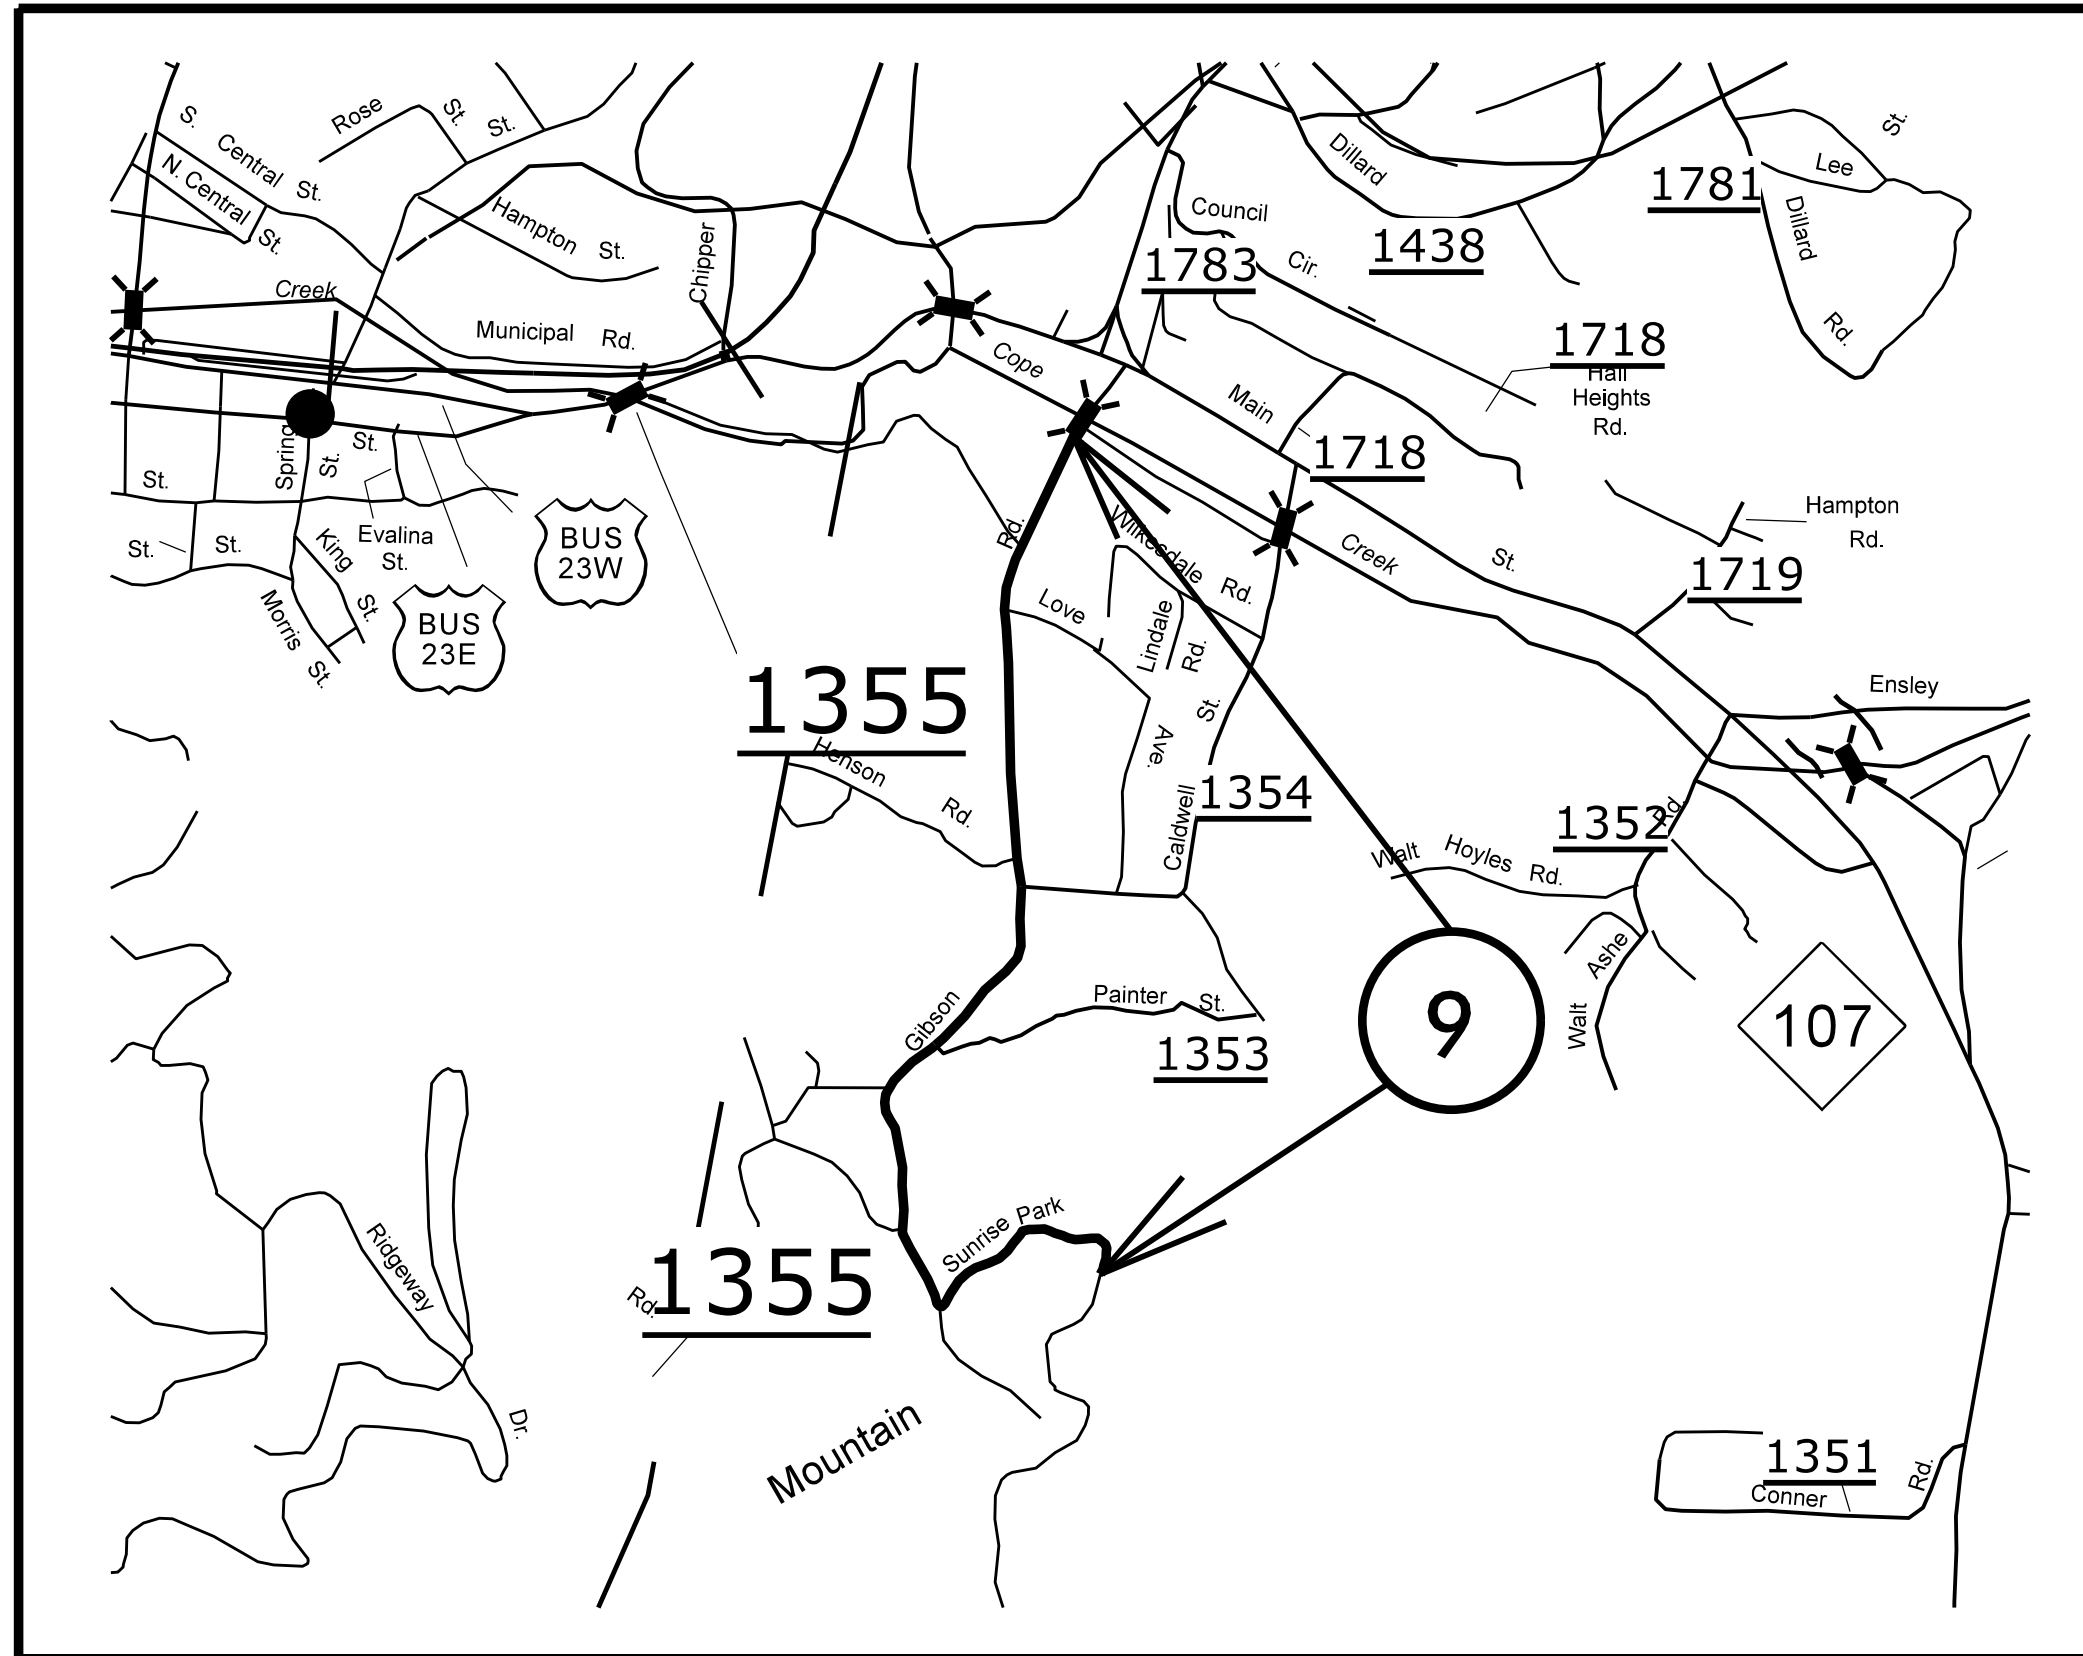 S. Central St.
N. Central St.
Rose St.
St.
Hampton St.
Creek
Municipal Rd.
Chipper
Council Cir.
Dillard
Lee St.
1781
1438
1783
Dillard Rd.
1718
Hall
Heights
Rd.
Cope Creek
Main St.
1718
Spring St.
St.
St.
St.
St.
Evalina
St.
King St.
Morris St.
BUS
23W
BUS
23E
Hampton
Rd.
1719
Wilkesdale Rd.
Love Ave.
Lindale Rd.
Ensley
1355
Henson Rd.
Caldwell St.
1354
1352
Rd.
Walt Hoyles Rd.
Walt Ashe
Gibson Rd.
Painter St.
1353
9
107
Sunrise Park
1355
Rd.
Ridgeway Dr.
Mountain
1351
Conner Rd.